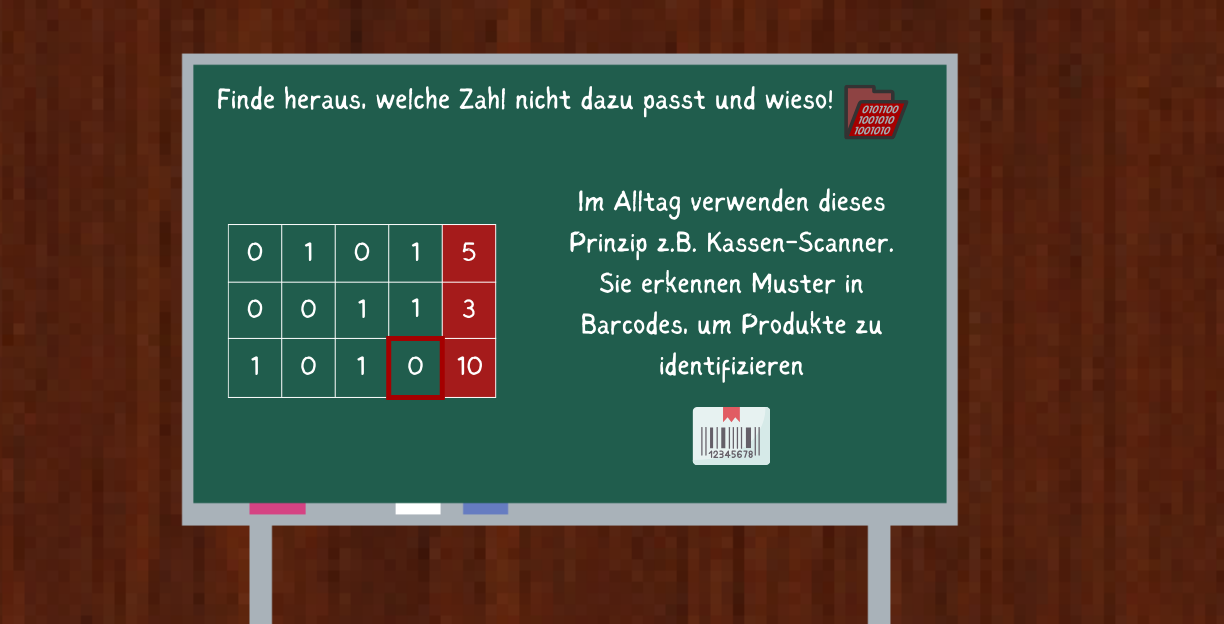 Finde heraus, welche Zahl nicht dazu passt und wieso!
0101100
1001010
1001010
0 1 0 1 5
0 0 1 1 3
1 0 1 0 10
Im Alltag verwenden dieses
Prinzip z.B. Kassen-Scanner.
Sie erkennen Muster in
Barcodes, um Produkte zu
identifizieren
12345678